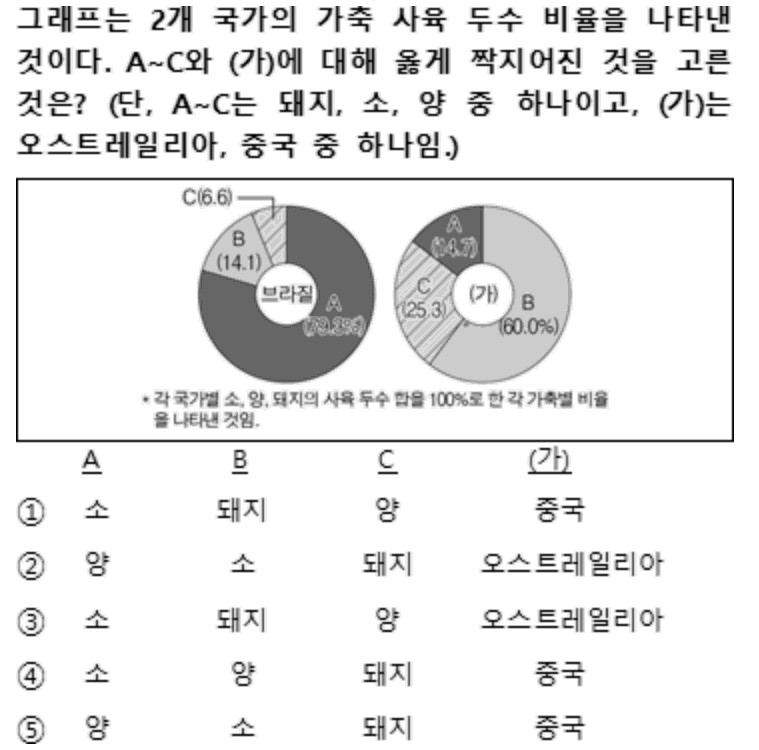 그래프는 2개 국가의 가축 사육 두수 비율을 나타낸
것이다. A~C와 (가)에 대해 옳게 짝지어진 것을 고른
것은? (단, A~C는 돼지, 소, 양 중 하나이고, (가)는
오스트레일리아, 중국 중 하나임.)
C(6.6)
B
(14.1)
브라질
A
A
(14.7)
C
(25.3)
(가)
B
(60.0%)
* 각 국가별 소, 양, 돼지의 사육 두수 합을 100%로 한 각 가축별 비율
을 나타낸 것임.
A B C (가)
① 소 돼지 양 중국
② 양 소 돼지 오스트레일리아
③ 소 돼지 양 오스트레일리아
④ 소 양 돼지 중국
⑤ 양 소 돼지 중국